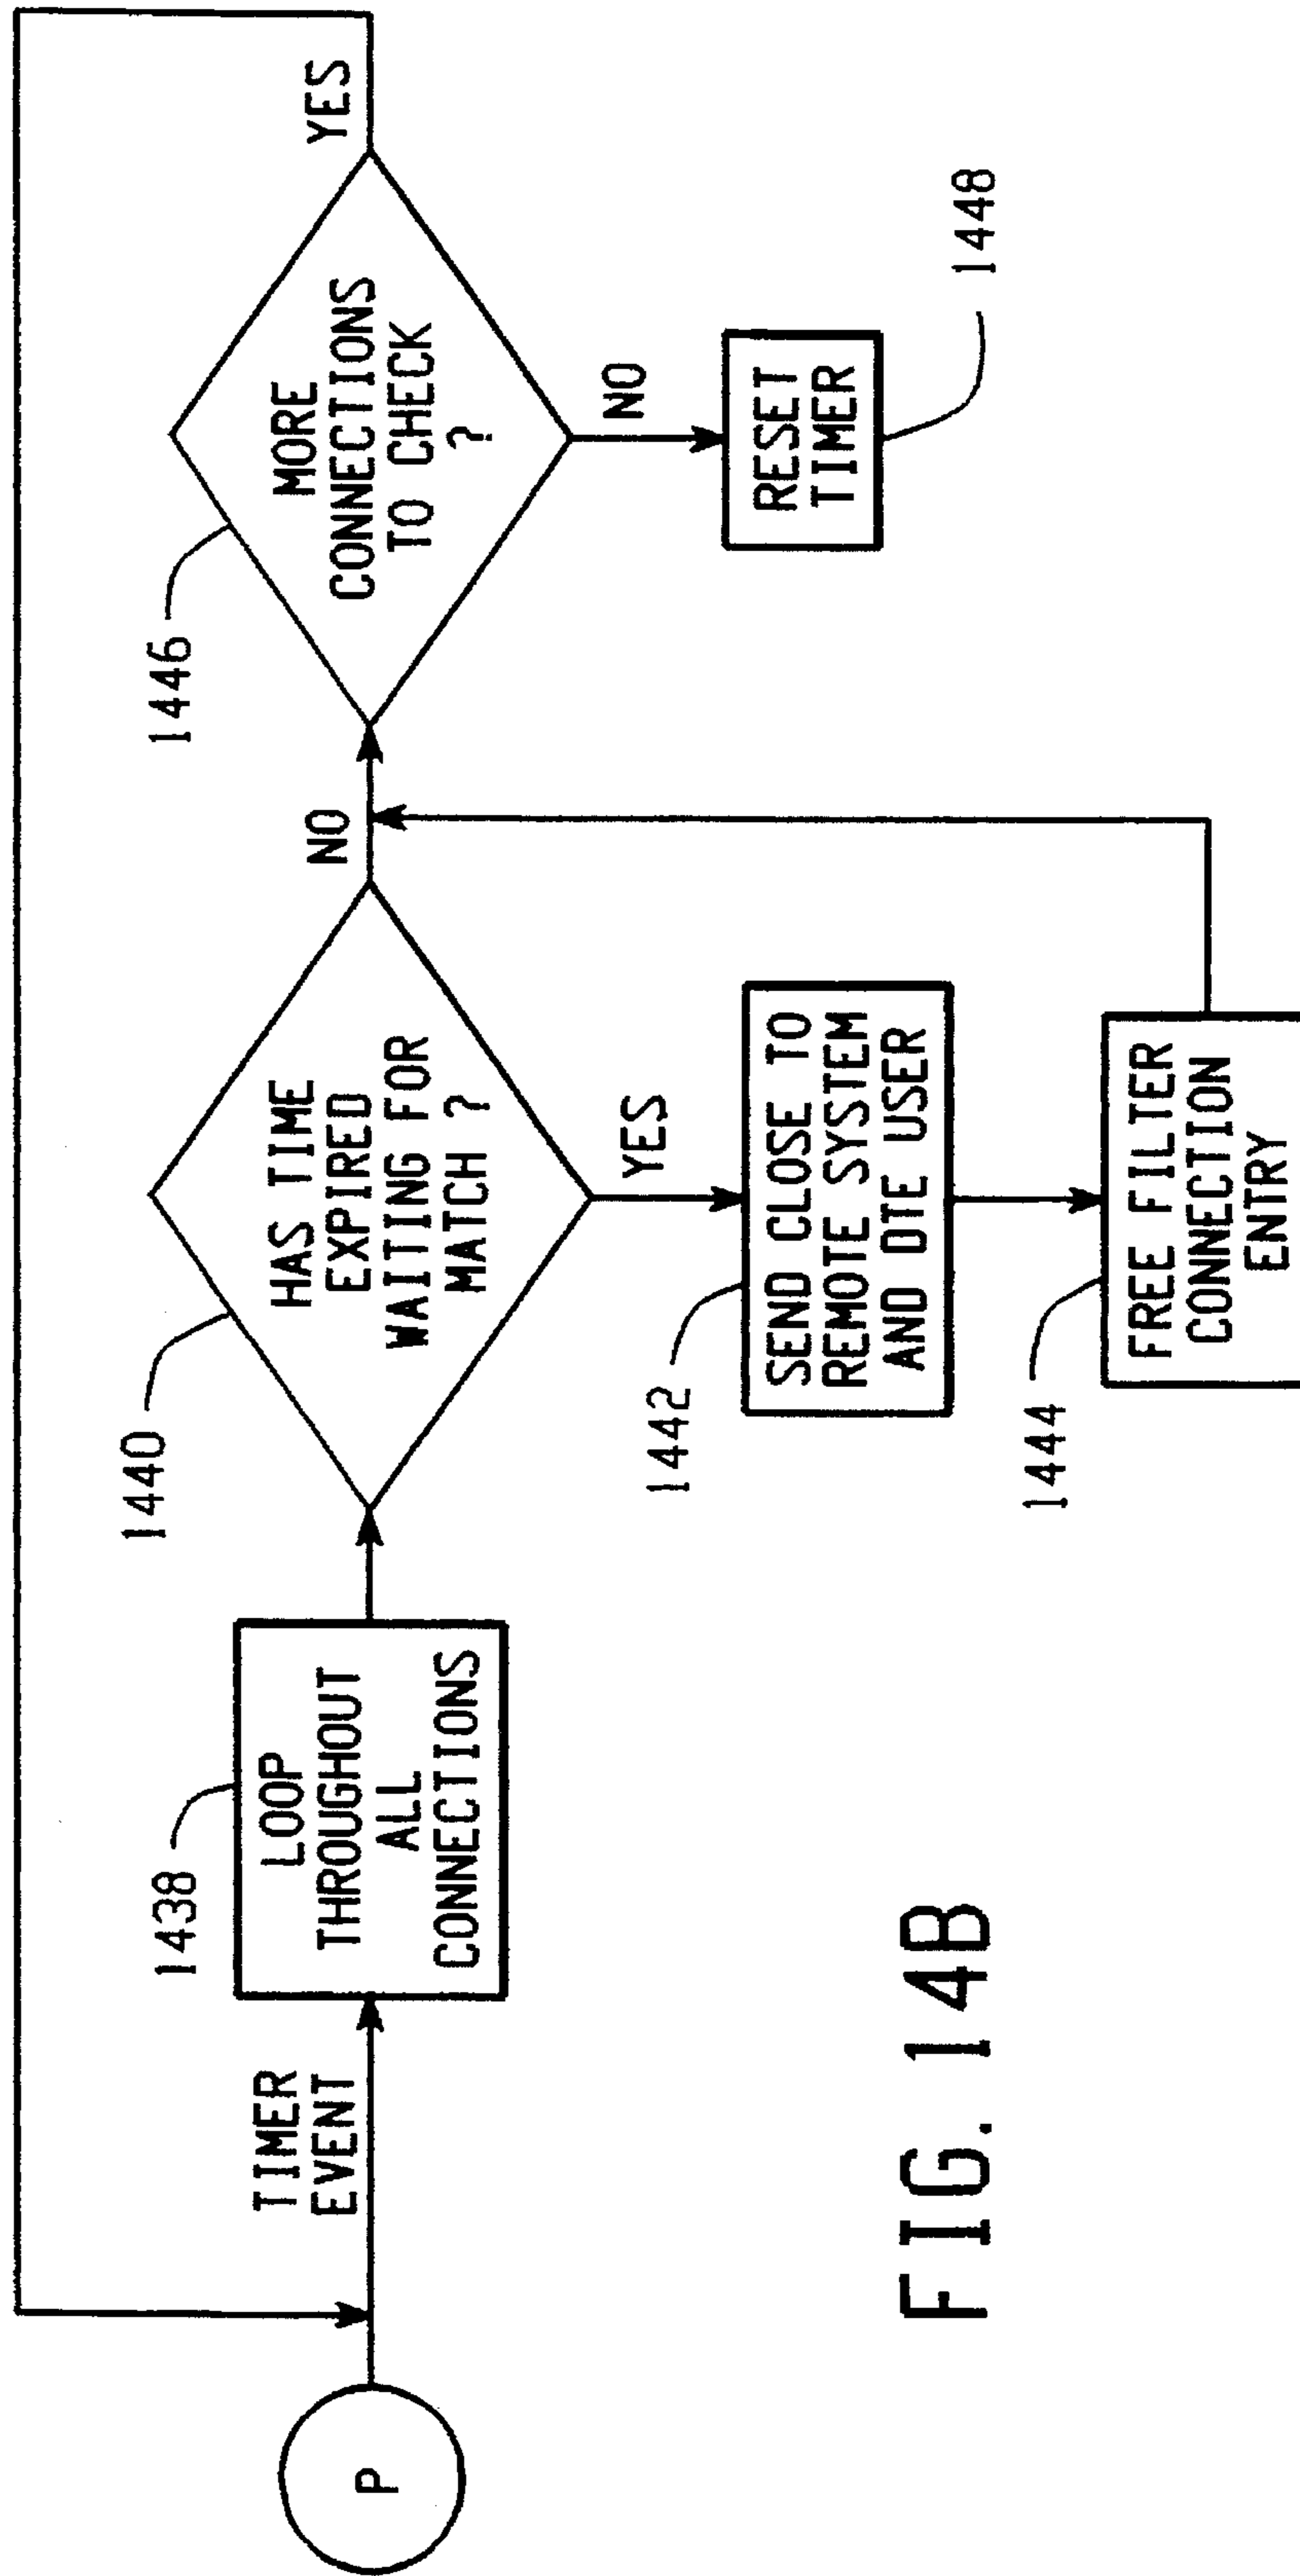 P
TIMER
EVENT
1438
LOOP
THROUGHOUT
ALL
CONNECTIONS
1440
HAS TIME
EXPIRED
WAITING FOR
MATCH ?
NO
YES
1442
SEND CLOSE TO
REMOTE SYSTEM
AND DTE USER
1444
FREE FILTER
CONNECTION
ENTRY
1446
MORE
CONNECTIONS
TO CHECK
?
YES
NO
RESET
TIMER
1448
FIG. 14B